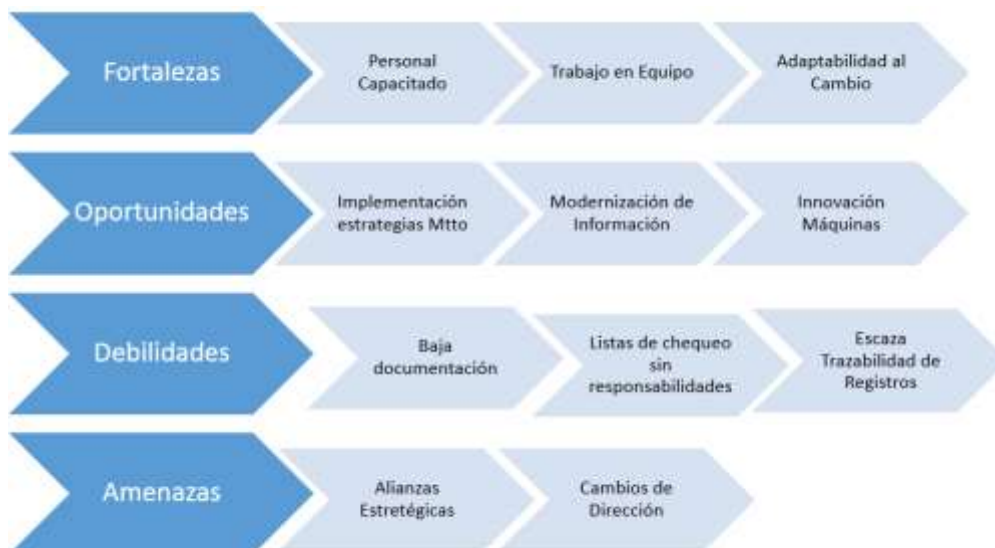 Fortalezas
Personal
Capacitado
Trabajo en Equipo
Adaptabilidad al
Cambio
Oportunidades
Implementación
estrategias Mtto
Modernización de
Información
Innovación
Máquinas
Debilidades
Baja
documentación
Listas de chequeo
sin
responsabilidades
Escaza
Trazabilidad de
Registros
Amenazas
Alianzas
Estretégicas
Cambios de
Dirección